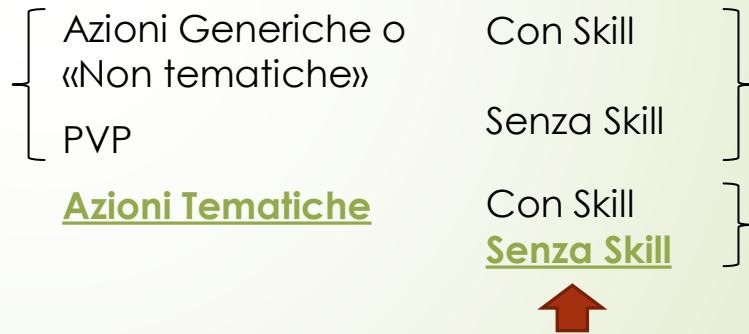 Azioni Generiche o
«Non tematiche»
PVP
Con Skill
Senza Skill
Azioni Tematiche
Con Skill
Senza Skill